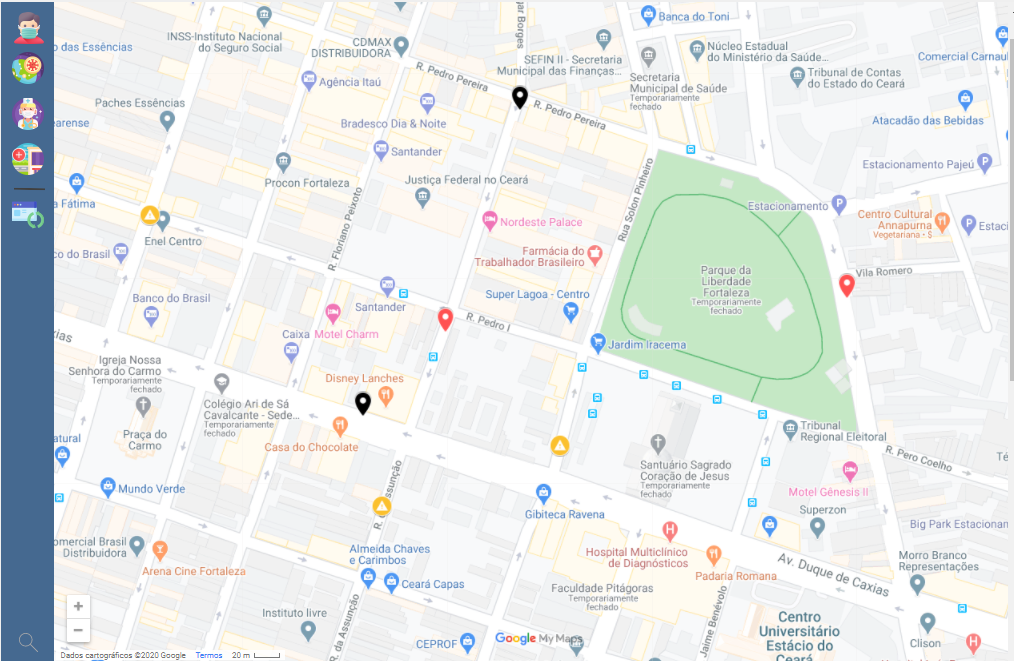 Banca do Toni
INSS-Instituto Nacional
do Seguro Social
CDMAX
DISTRIBUIDORA
ar Borges
SEFIN II - Secretaria
Municipal das Finanças...
Núcleo Estadual
do Ministério da Saúde...
Comercial Carnaú
o das Essências
R. Pedro Pereira
Agência Itaú
Secretaria
Municipal de Saúde
Temporariamente
fechado
Tribunal de Contas
do Estado do Ceará
Paches Essências
R. Pedro Pereira
earense
Bradesco Dia & Noite
Atacadão das Bebidas
Santander
Estacionamento Pajeú
Procon Fortaleza
Justiça Federal no Ceará
R. Floriano Peixoto
Rua Solon Pinheiro
Fátima
Estacionamento
Nordeste Palace
Centro Cultural
Annapurna
Vegetariana • $
Estaci
Enel Centro
Farmácia do
Trabalhador Brasileiro
co do Brasil
Parque da
Liberdade
Fortaleza
Temporariamente
fechado
Vila Romero
Banco do Brasil
Santander
Super Lagoa - Centro
R. Pedro I
Caixa
Motel Charm
Jardim Iracema
axias
Igreja Nossa
Senhora do Carmo
Temporariamente
fechado
Disney Lanches
Colégio Ari de Sá
Cavalcante - Sede...
Temporariamente
fechado
Praça do
Carmo
Casa do Chocolate
Tribunal
Regional Eleitoral
atural
R. Pero Coelho
Té
Santuário Sagrado
Coração de Jesus
Temporariamente
fechado
Mundo Verde
Motel Gênesis II
Superzon
Gibiteca Ravena
Big Park Estacionan
omercial Brasil
Distribuidora
Arena Cine Fortaleza
Almeida Chaves
e Carimbos
Ceará Capas
Hospital Multiclínico
de Diagnósticos
Padaria Romana
Av. Duque de Caxias
Morro Branco
Representações
Faculdade Pitágoras
Temporariamente
fechado
Instituto livre
R. da Assunção
Jaime Benévolo
Centro
Universitário
Estácio do
Ceará
Clison
CEPROF
Google My Maps
Dados cartográficos ©2020 Google
Termos
20 m